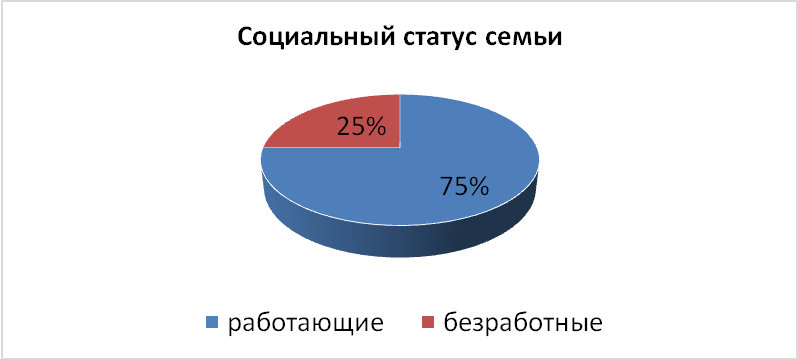 Социальный статус семьи
25%
75%
работающие безработные